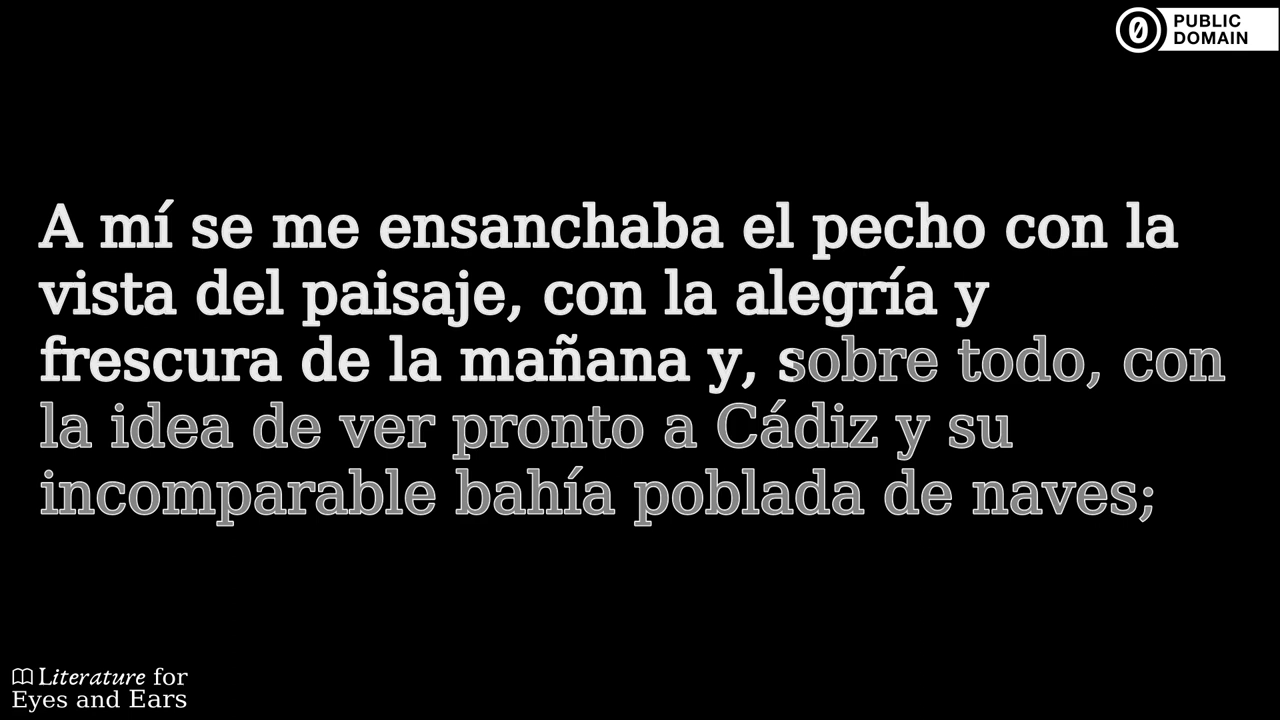 PUBLIC
DOMAIN
A mí se me ensanchaba el pecho con la
vista del paisaje, con la alegría y
frescura de la mañana y, sobre todo, con
la idea de ver pronto a Cádiz y su
incomparable bahía poblada de naves;
Literature for
Eyes and Ears